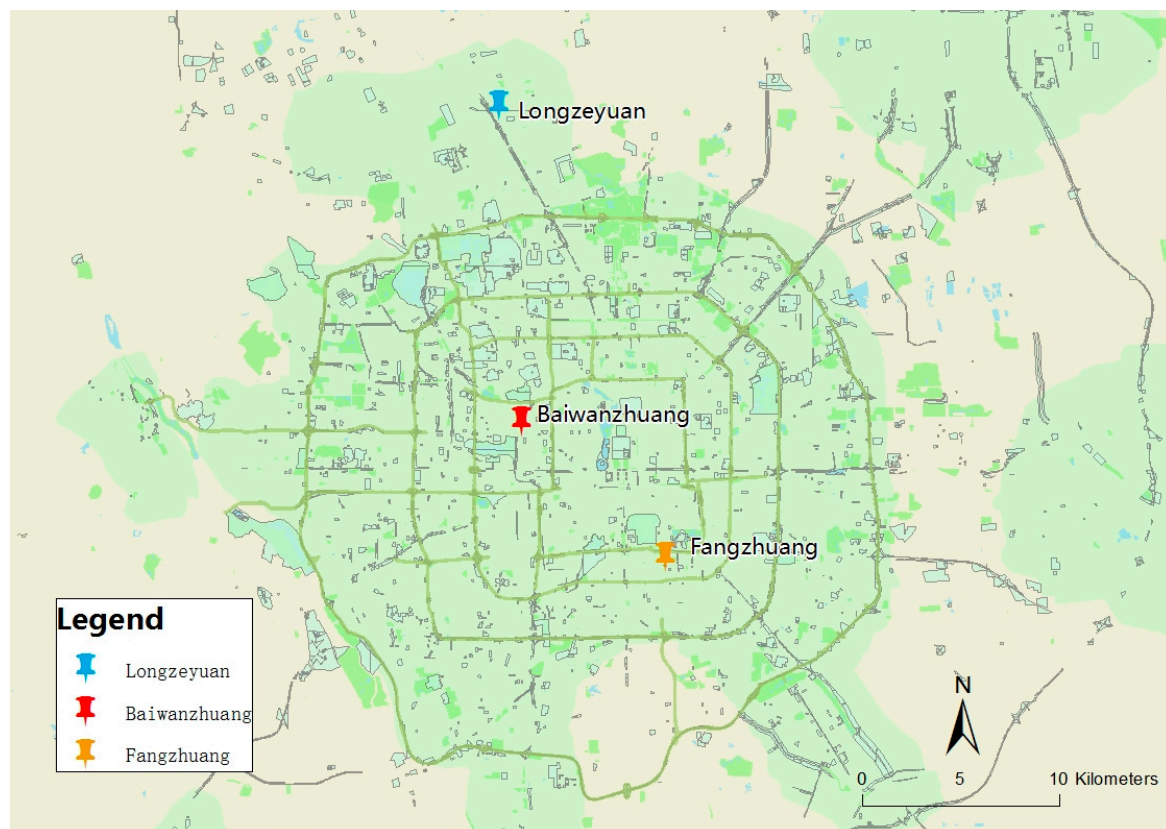 Longzeyuan
Baiwanzhuang
Fangzhuang
Legend
Longzeyuan
Baiwanzhuang
Fangzhuang
N
0 5 10 Kilometers